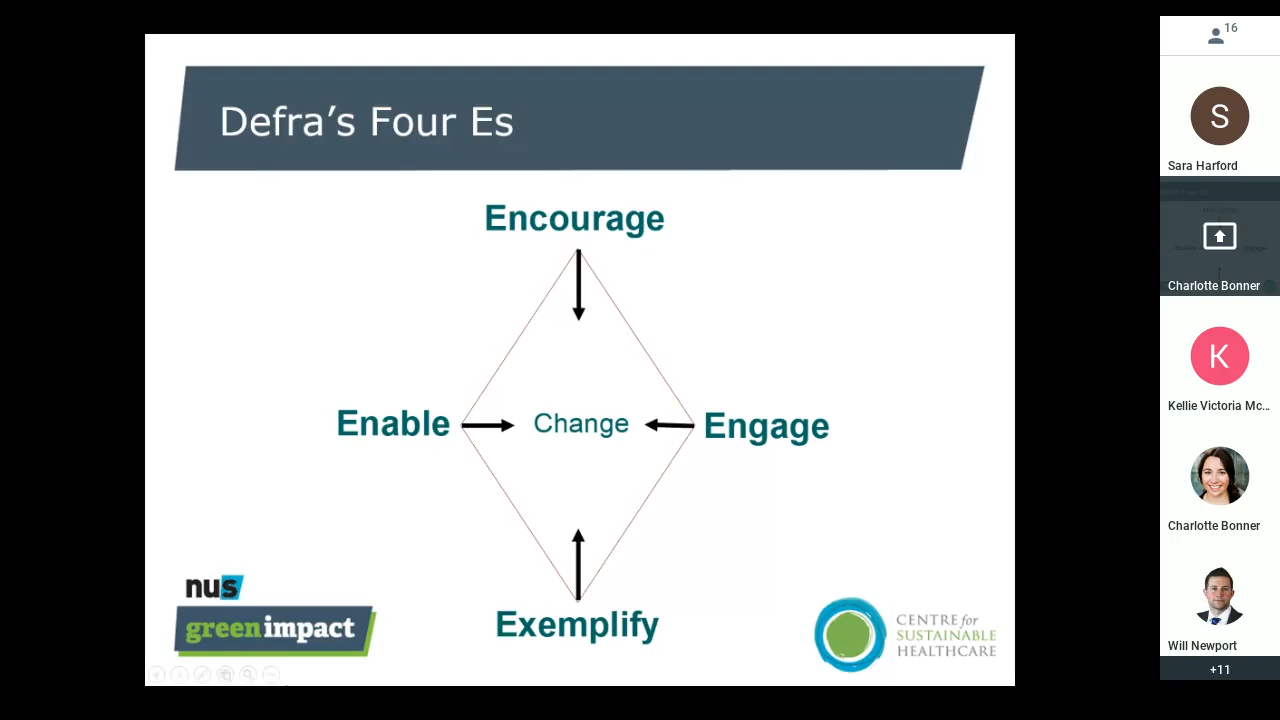 Defra’s Four Es
Encourage
Enable
Change
Engage
Exemplify
nus
greenimpact
CENTRE for
SUSTAINABLE
HEALTHCARE
16
S
Sara Harford
Charlotte Bonner
K
Kellie Victoria Mc...
Charlotte Bonner
Will Newport
+11